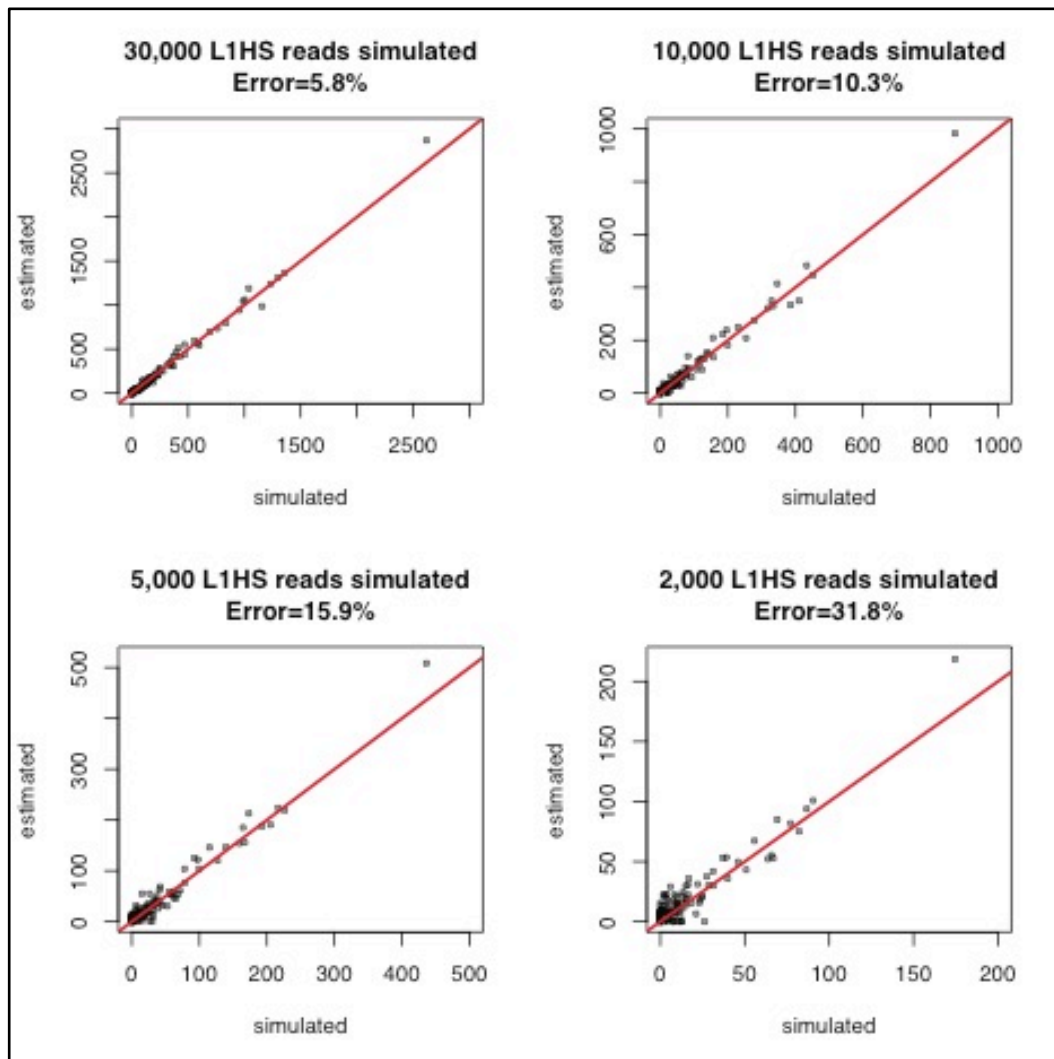 30,000 L1HS reads simulated
Error=5.8%
estimated
0 500 1500 2500
0 500 1500 2500
simulated
10,000 L1HS reads simulated
Error=10.3%
estimated
0 200 600 1000
0 200 400 600 800 1000
simulated
5,000 L1HS reads simulated
Error=15.9%
estimated
0 100 300 500
0 100 200 300 400 500
simulated
2,000 L1HS reads simulated
Error=31.8%
estimated
0 50 100 150 200
0 50 100 150 200
simulated